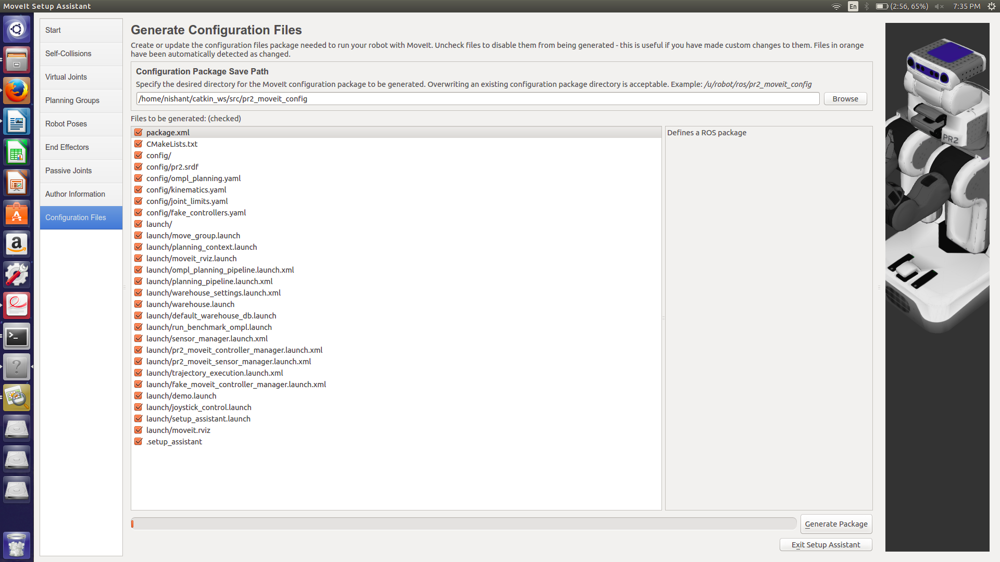 MoveIt Setup Assistant
En
(2:56, 65%)
7:35 PM
Start
Self-Collisions
Virtual Joints
Planning Groups
Robot Poses
End Effectors
Passive Joints
Author Information
Configuration Files
Generate Configuration Files
Create or update the configuration files package needed to run your robot with MoveIt. Uncheck files to disable them from being generated - this is useful if you have made custom changes to them. Files in orange
have been automatically detected as changed.
Configuration Package Save Path
Specify the desired directory for the MoveIt configuration package to be generated. Overwriting an existing configuration package directory is acceptable. Example: /u/robot/ros/pr2_moveit_config
/home/nishant/catkin_ws/src/pr2_moveit_config
Browse
Files to be generated: (checked)
package.xml
CMakeLists.txt
config/
config/pr2.srdf
config/ompl_planning.yaml
config/kinematics.yaml
config/joint_limits.yaml
config/fake_controllers.yaml
launch/
launch/move_group.launch
launch/planning_context.launch
launch/moveit_rviz.launch
launch/ompl_planning_pipeline.launch.xml
launch/planning_pipeline.launch.xml
launch/warehouse_settings.launch.xml
launch/warehouse.launch
launch/default_warehouse_db.launch
launch/run_benchmark_ompl.launch
launch/sensor_manager.launch.xml
launch/pr2_moveit_controller_manager.launch.xml
launch/pr2_moveit_sensor_manager.launch.xml
launch/trajectory_execution.launch.xml
launch/fake_moveit_controller_manager.launch.xml
launch/demo.launch
launch/joystick_control.launch
launch/setup_assistant.launch
launch/moveit.rviz
.setup_assistant
Defines a ROS package
Generate Package
Exit Setup Assistant
PR2